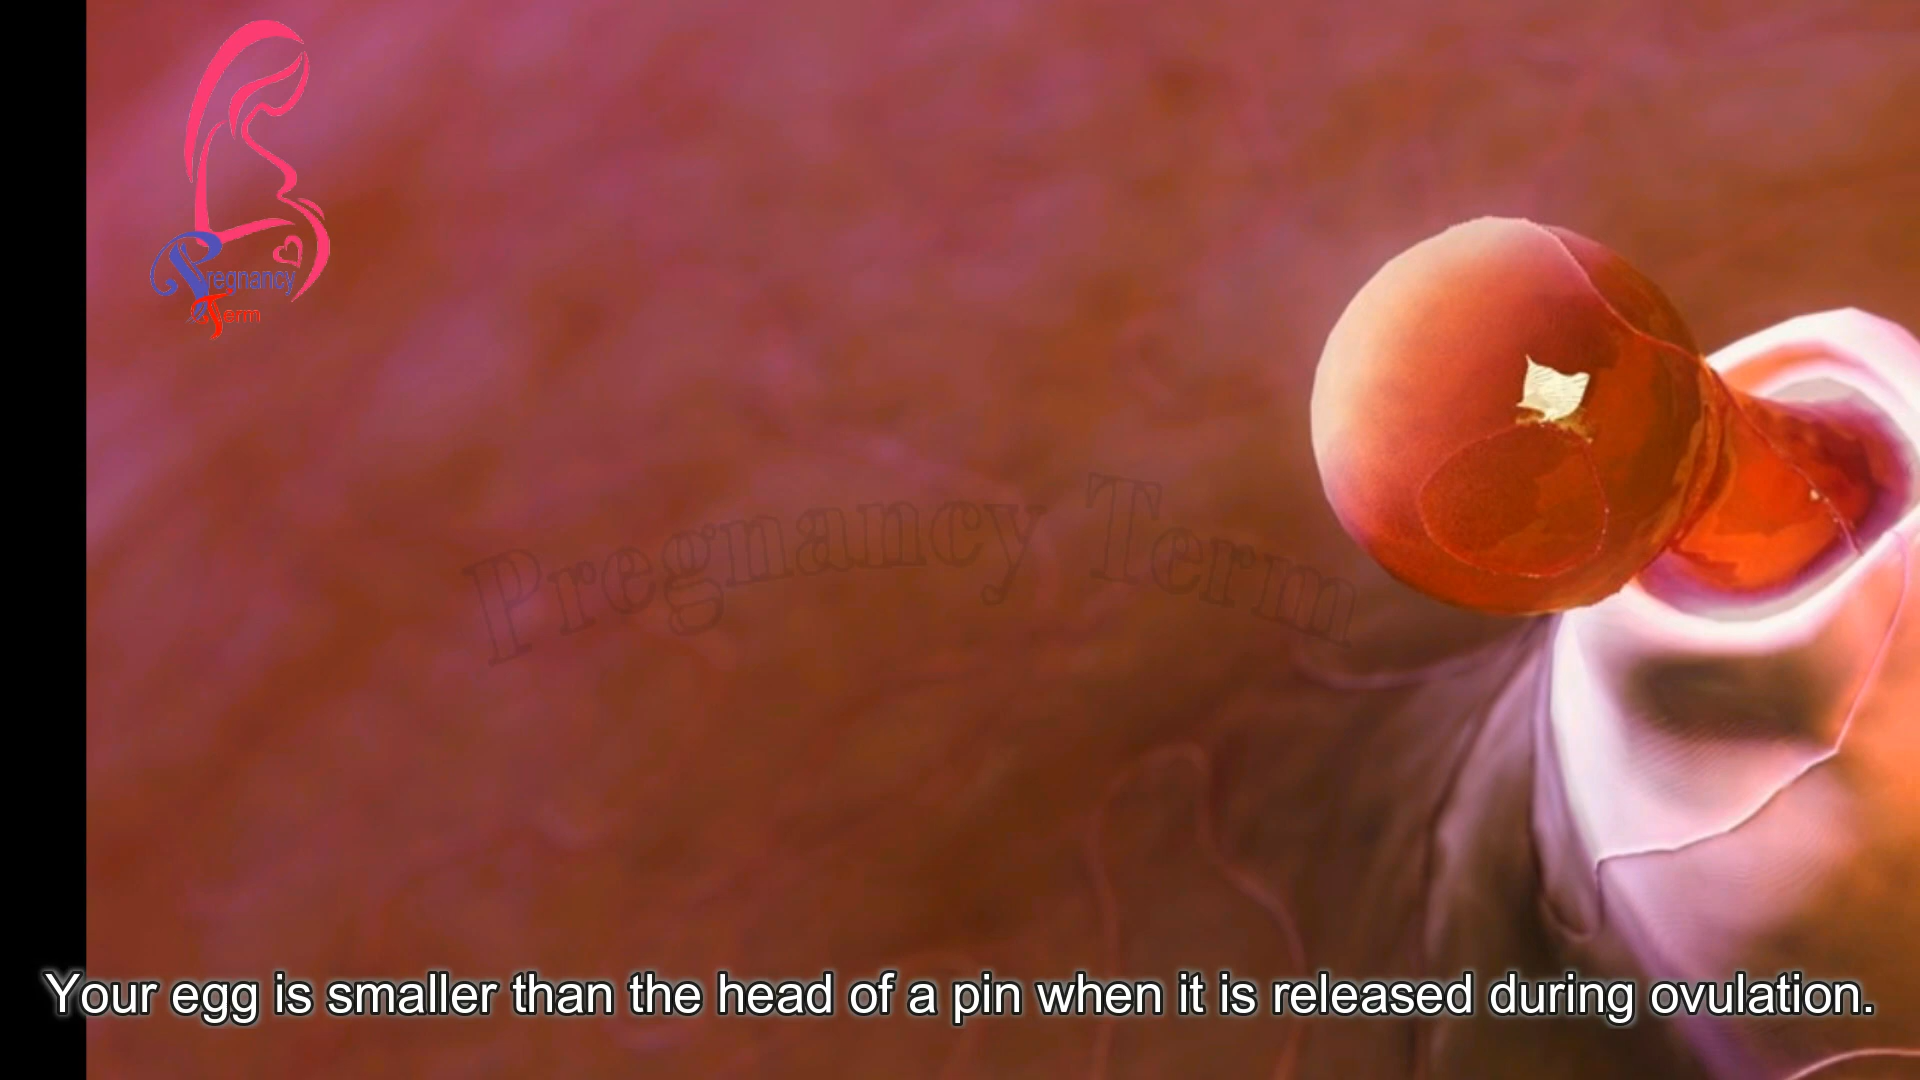 Pregnancy
Term
Pregnancy Term
Your egg is smaller than the head of a pin when it is released during ovulation.